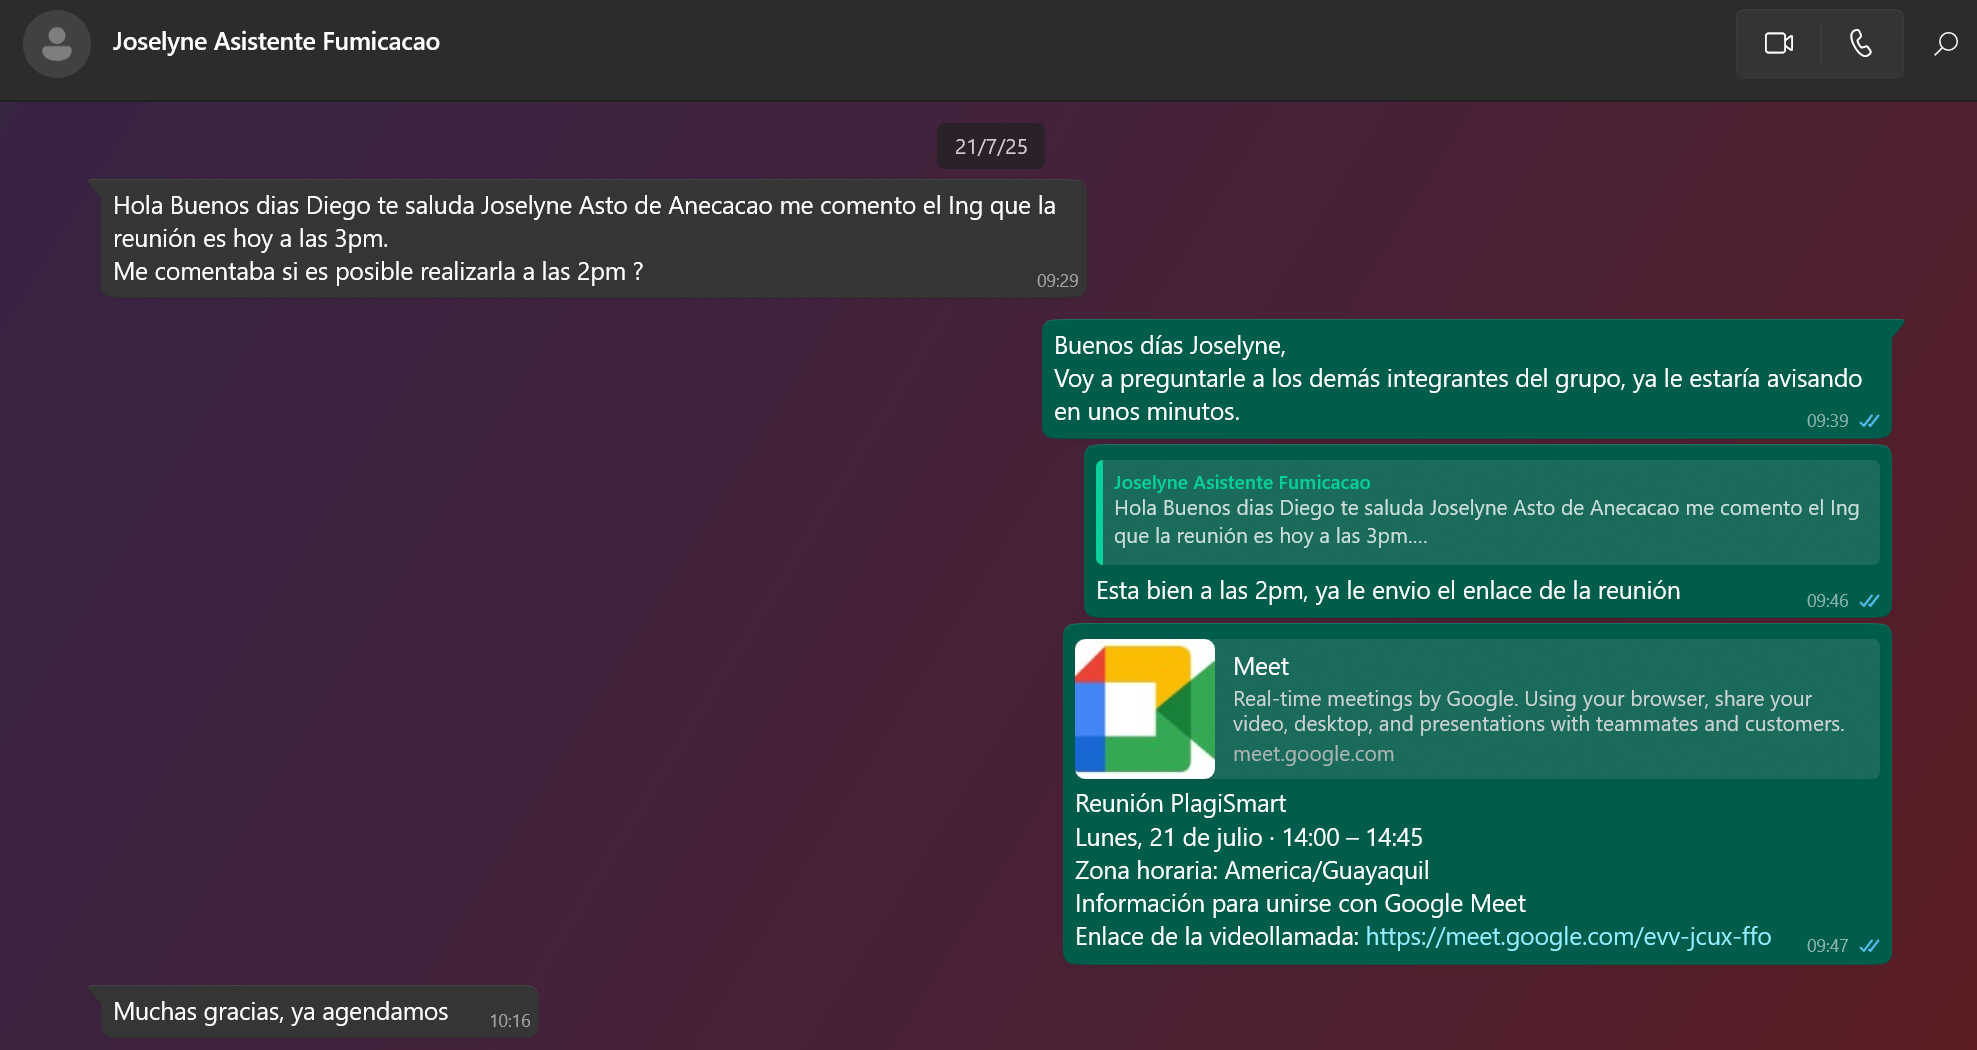 Joselyne Asistente Fumicacao
21/7/25
Hola Buenos dias Diego te saluda Joselyne Asto de Anecacao me comento el Ing que la
reunión es hoy a las 3pm.
Me comentaba si es posible realizarla a las 2pm ?
09:29
Buenos días Joselyne,
Voy a preguntarle a los demás integrantes del grupo, ya le estaría avisando
en unos minutos.
09:39
Joselyne Asistente Fumicacao
Hola Buenos dias Diego te saluda Joselyne Asto de Anecacao me comento el Ing
que la reunión es hoy a las 3pm....
Esta bien a las 2pm, ya le envio el enlace de la reunión
09:46
Meet
Real-time meetings by Google. Using your browser, share your
video, desktop, and presentations with teammates and customers.
meet.google.com
Reunión PlagiSmart
Lunes, 21 de julio · 14:00 – 14:45
Zona horaria: America/Guayaquil
Información para unirse con Google Meet
Enlace de la videollamada: https://meet.google.com/evv-jcux-ffo
09:47
Muchas gracias, ya agendamos
10:16